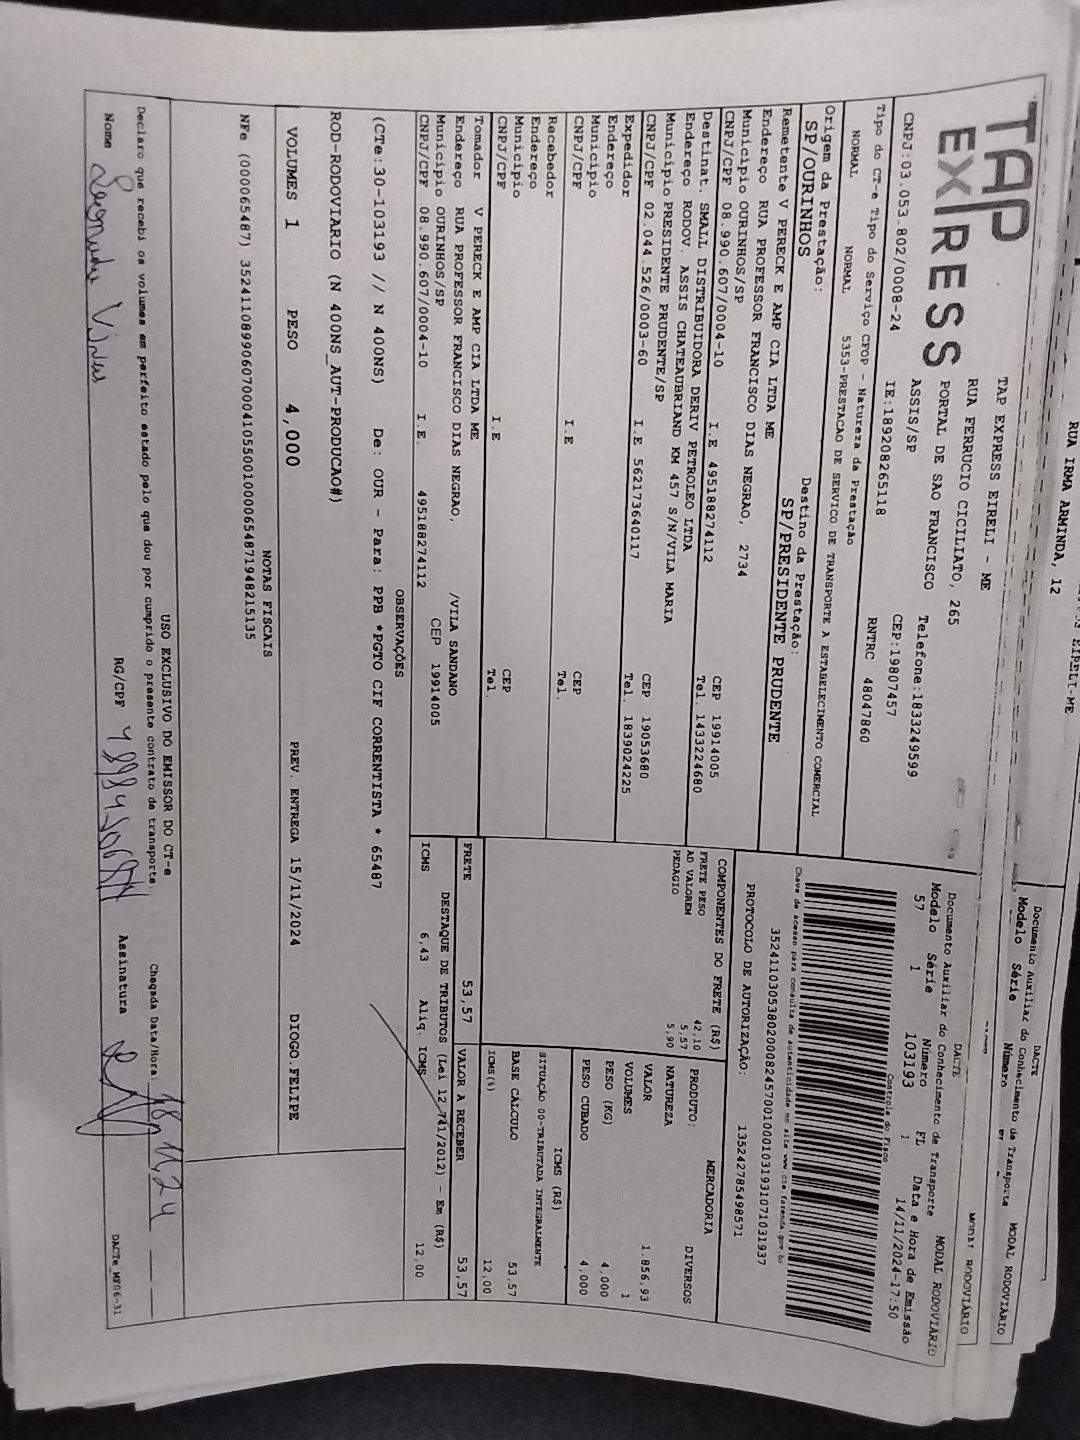 RUA IRMA ARMINDA, 12
DACTE
Documento Auxiliar do Conhecimento de Transporte
MODAL RODOVIÁRIO
Modelo Série Número
MODAL RODOVIÁRIO
TAP EXPRESS
TAP EXPRESS EIRELI - ME
RUA FERRUCIO CICILIATO, 265
PORTAL DE SAO FRANCISCO
ASSIS/SP
Telefone:1833249599
CEP:19807457
CNPJ:03.053.802/0008-24
IE:189208265118
RNTRC 48047860
DACTE
Documento Auxiliar do Conhecimento de Transporte
MODAL RODOVIÁRIO
Modelo Série Número FL Data e Hora de Emissão
57 1 103193 1 14/11/2024-17:50
Controle do Fisco
Chave de acesso para consulta de autenticidade no site www.cte.fazenda.gov.br
35241103053802000824570010001031931071031937
PROTOCOLO DE AUTORIZAÇÃO: 135242785498571
Tipo do CT-e Tipo do Serviço CFOP - Natureza da Prestação
NORMAL NORMAL 5353-PRESTACAO DE SERVICO DE TRANSPORTE A ESTABELECIMENTO COMERCIAL
Origem da Prestação: Destino da Prestação:
SP/OURINHOS SP/PRESIDENTE PRUDENTE
Remetente V PERECK E AMP CIA LTDA ME
Endereço RUA PROFESSOR FRANCISCO DIAS NEGRAO, 2734
Município OURINHOS/SP CEP 19914005
CNPJ/CPF 08.990.607/0004-10 I.E 495188274112 Tel. 1433224680
Destinat. SMALL DISTRIBUIDORA DERIV PETROLEO LTDA
Endereço RODOV. ASSIS CHATEAUBRIAND KM 457 S/N/VILA MARIA
Município PRESIDENTE PRUDENTE/SP CEP 19053680
CNPJ/CPF 02.044.526/0003-60 I.E 562173640117 Tel. 1839024225
Expedidor
Endereço
Município CEP
CNPJ/CPF I.E Tel.
Recebedor
Endereço
Município CEP
CNPJ/CPF I.E Tel.
Tomador V PERECK E AMP CIA LTDA ME
Endereço RUA PROFESSOR FRANCISCO DIAS NEGRAO, /VILA SANDANO
Município OURINHOS/SP CEP 19914005
CNPJ/CPF 08.990.607/0004-10 I.E. 495188274112
COMPONENTES DO FRETE (R$)
FRETE PESO 42,10
AD VALOREM 5,57
PEDAGIO 5,90
FRETE 53,57 VALOR A RECEBER 53,57
MERCADORIA
PRODUTO: DIVERSOS
NATUREZA
VALOR 1.856,93
VOLUMES 1
PESO (KG) 4,000
PESO CUBADO 4,000
ICMS (R$)
SITUAÇÃO 00-TRIBUTADA INTEGRALMENTE
BASE CÁLCULO 53,57
ICMS(%) 12,00
DESTAQUE DE TRIBUTOS (Lei 12.741/2012) - Em (R$)
ICMS 6,43 Alíq. ICMS 12,00
OBSERVAÇÕES
(CTe:30-103193 // N 400NS) De: OUR - Para: PPB *PGTO CIF CORRENTISTA * 65487
ROD-RODOVIARIO (N 400NS_AUT-PRODUCAO#)
VOLUMES 1 PESO 4,000 PREV. ENTREGA 15/11/2024 DIOGO.FELIPE
NOTAS FISCAIS
NFe (000065487) 35241108990607000410550010000654871948215135
USO EXCLUSIVO DO EMISSOR DO CT-e
Declaro que recebi os volumes em perfeito estado pelo que dou por cumprido o presente contrato de transporte.
Chegada Data/Hora: 18/11/24
Nome RG/CPF Assinatura
DACTe_MF06-31